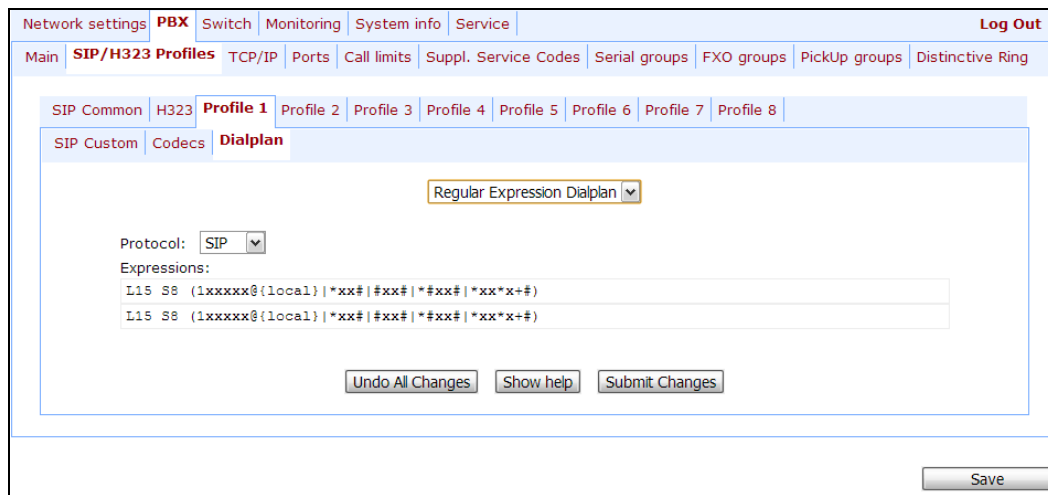 Network settings PBX Switch Monitoring System info Service Log Out
Main SIP/H323 Profiles TCP/IP Ports Call limits Suppl. Service Codes Serial groups FXO groups PickUp groups Distinctive Ring
SIP Common H323 Profile 1 Profile 2 Profile 3 Profile 4 Profile 5 Profile 6 Profile 7 Profile 8
SIP Custom Codecs Dialplan
Regular Expression Dialplan
Protocol: SIP
Expressions:
L15 S8 (1xxxxx@{local}|*xx#|#xx#|*#xx#|*xx*x+#)
L15 S8 (1xxxxx@{local}|*xx#|#xx#|*#xx#|*xx*x+#)
Undo All Changes Show help Submit Changes
Save